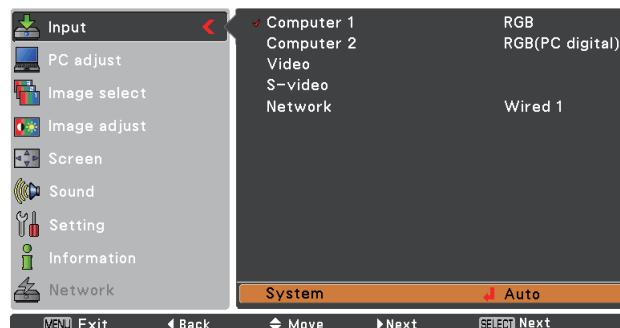 Input
PC adjust
Image select
Image adjust
Screen
Sound
Setting
Information
Network
Computer 1 RGB
Computer 2 RGB(PC digital)
Video
S-video
Network Wired 1
System Auto
MENU Exit Back Move Next SELECT Next